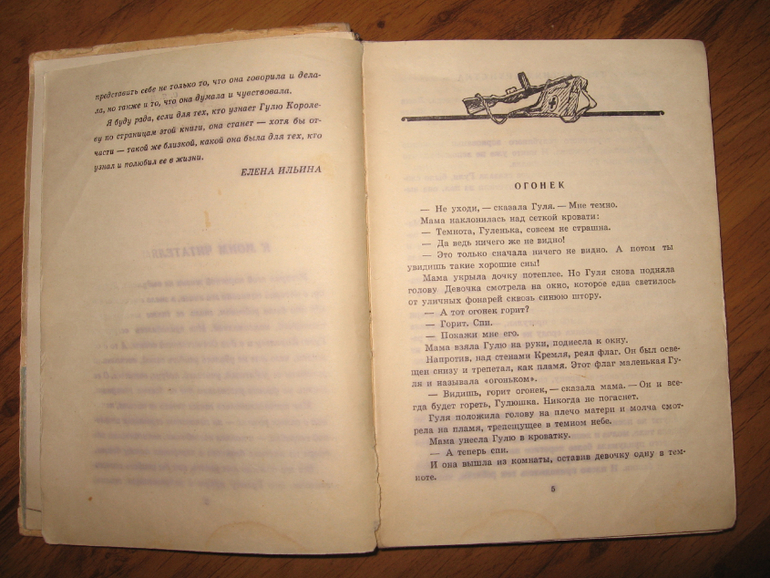 представить себе не только то, что она говорила и дела-
ла, но также и то, что она думала и чувствовала.
Я буду рада, если для тех, кто узнает Гулю Короле-
ву по страницам этой книги, она станет — хотя бы от-
части — такой же близкой, какой она была для тех, кто
узнал и полюбил ее в жизни.
ЕЛЕНА ИЛЬИНА
ОГОНЕК
— Не уходи, — сказала Гуля. — Мне темно.
Мама наклонилась над сеткой кровати:
— Темнота, Гуленька, совсем не страшна.
— Да ведь ничего же не видно!
— Это только сначала ничего не видно. А потом ты
увидишь такие хорошие сны!
Мама укрыла дочку потеплее. Но Гуля снова подняла
голову. Девочка смотрела на окно, которое едва светилось
от уличных фонарей сквозь синюю штору.
— А тот огонек горит?
— Горит. Спи.
— Покажи мне его.
Мама взяла Гулю на руки, поднесла к окну.
Напротив, над стенами Кремля, реял флаг. Он был осве-
щен снизу и трепетал, как пламя. Этот флаг маленькая Гу-
ля и называла «огоньком».
— Видишь, горит огонек, — сказала мама. — Он и все-
гда будет гореть, Гулюшка. Никогда не погаснет.
Гуля положила голову на плечо матери и молча смот-
рела на пламя, трепещущее в темном небе.
Мама унесла Гулю в кроватку.
— А теперь спи.
И она вышла из комнаты, оставив девочку одну в тем-
ноте.
5